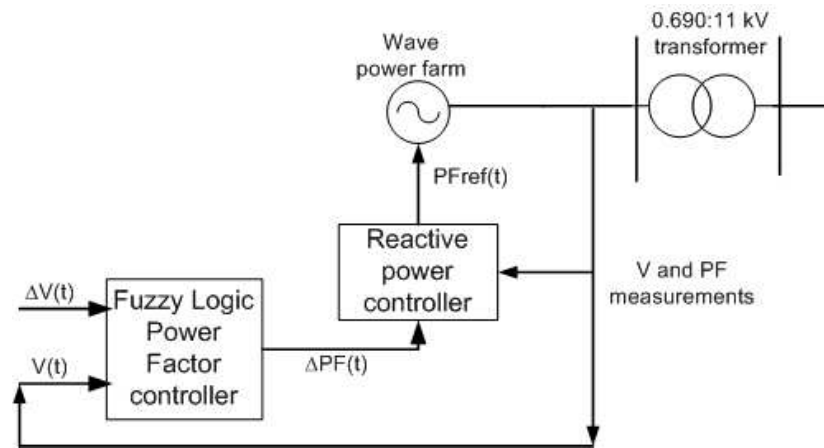 Wave
power farm
0.690:11 kV
transformer
PFref(t)
Reactive
power
controller
V and PF
measurements
ΔV(t)
V(t)
Fuzzy Logic
Power
Factor
controller
ΔPF(t)